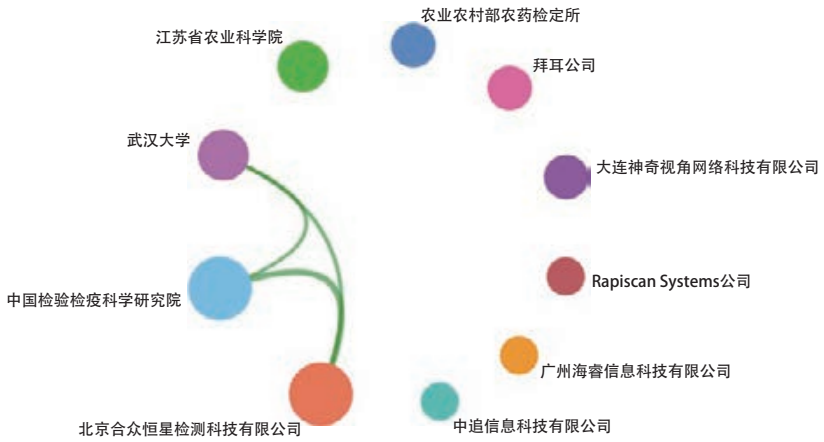 农业农村部农药检定所
江苏省农业科学院
拜耳公司
武汉大学
大连神奇视角网络科技有限公司
Rapiscan Systems公司
中国检验检疫科学研究院
广州海睿信息科技有限公司
中追信息科技有限公司
北京合众恒星检测科技有限公司